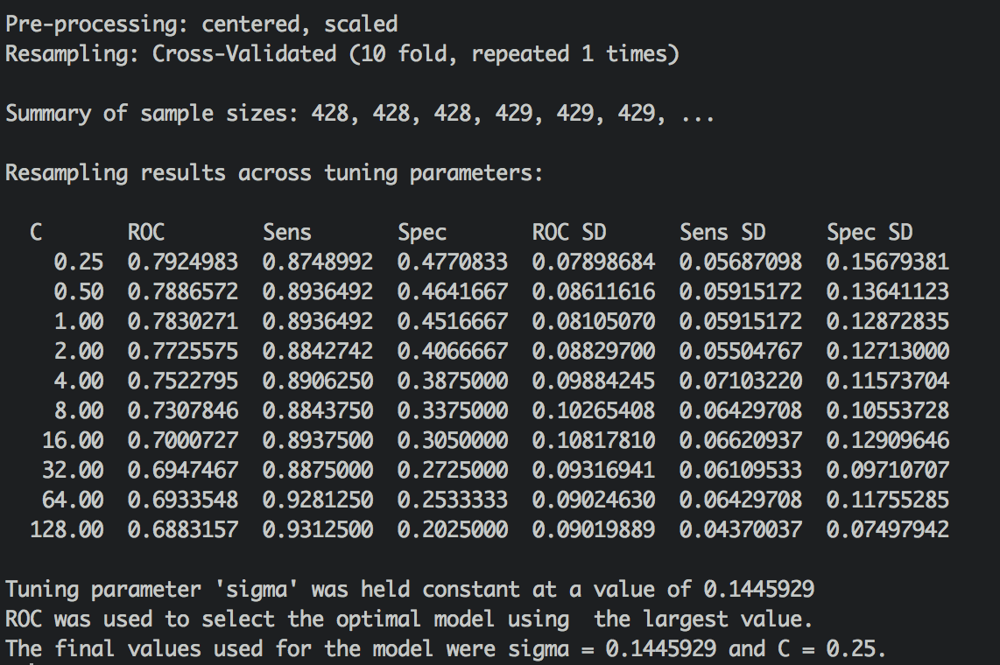 Pre-processing: centered, scaled
Resampling: Cross-Validated (10 fold, repeated 1 times)
Summary of sample sizes: 428, 428, 428, 429, 429, 429, ...
Resampling results across tuning parameters:
C ROC Sens Spec ROC SD Sens SD Spec SD
0.25 0.7924983 0.8748992 0.4770833 0.07898684 0.05687098 0.15679381
0.50 0.7886572 0.8936492 0.4641667 0.08611616 0.05915172 0.13641123
1.00 0.7830271 0.8936492 0.4516667 0.08105070 0.05915172 0.12872835
2.00 0.7725575 0.8842742 0.4066667 0.08829700 0.05504767 0.12713000
4.00 0.7522795 0.8906250 0.3875000 0.09884245 0.07103220 0.11573704
8.00 0.7307846 0.8843750 0.3375000 0.10265408 0.06429708 0.10553728
16.00 0.7000727 0.8937500 0.3050000 0.10817810 0.06620937 0.12909646
32.00 0.6947467 0.8875000 0.2725000 0.09316941 0.06109533 0.09710707
64.00 0.6933548 0.9281250 0.2533333 0.09024630 0.06429708 0.11755285
128.00 0.6883157 0.9312500 0.2025000 0.09019889 0.04370037 0.07497942
Tuning parameter 'sigma' was held constant at a value of 0.1445929
ROC was used to select the optimal model using  the largest value.
The final values used for the model were sigma = 0.1445929 and C = 0.25.